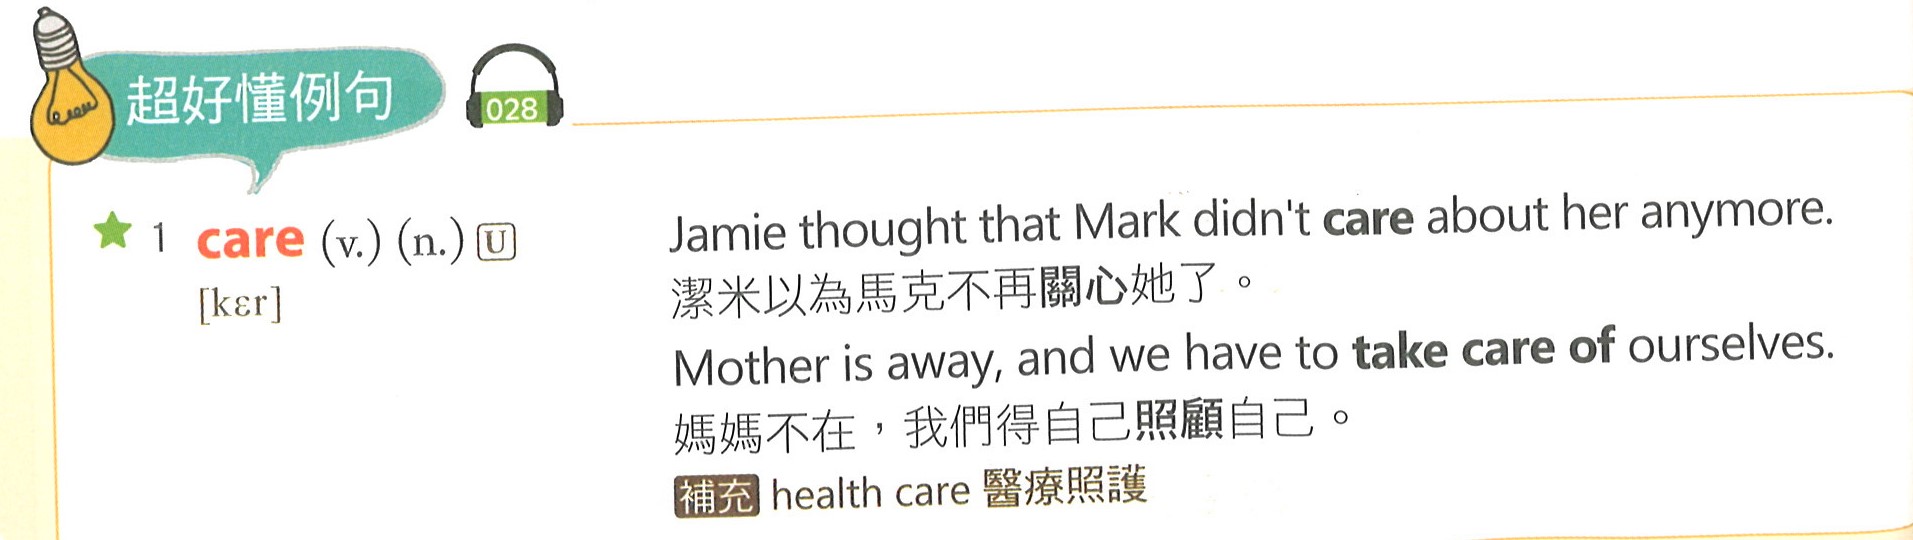 超好懂例句
028
1 care (v.) (n.) U
[kɛr]
Jamie thought that Mark didn't care about her anymore.
潔米以為馬克不再關心她了。
Mother is away, and we have to take care of ourselves.
媽媽不在，我們得自己照顧自己。
補充 health care 醫療照護